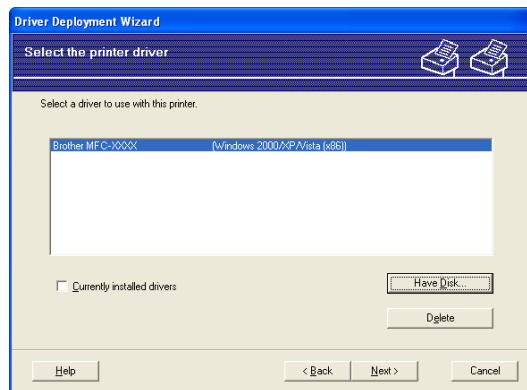 Driver Deployment Wizard
Select the printer driver
Select a driver to use with this printer.
Brother MFC-XXXX (Windows 2000/XP/Vista (x86))
Currently installed drivers
Have Disk...
Delete
Help
< Back
Next >
Cancel